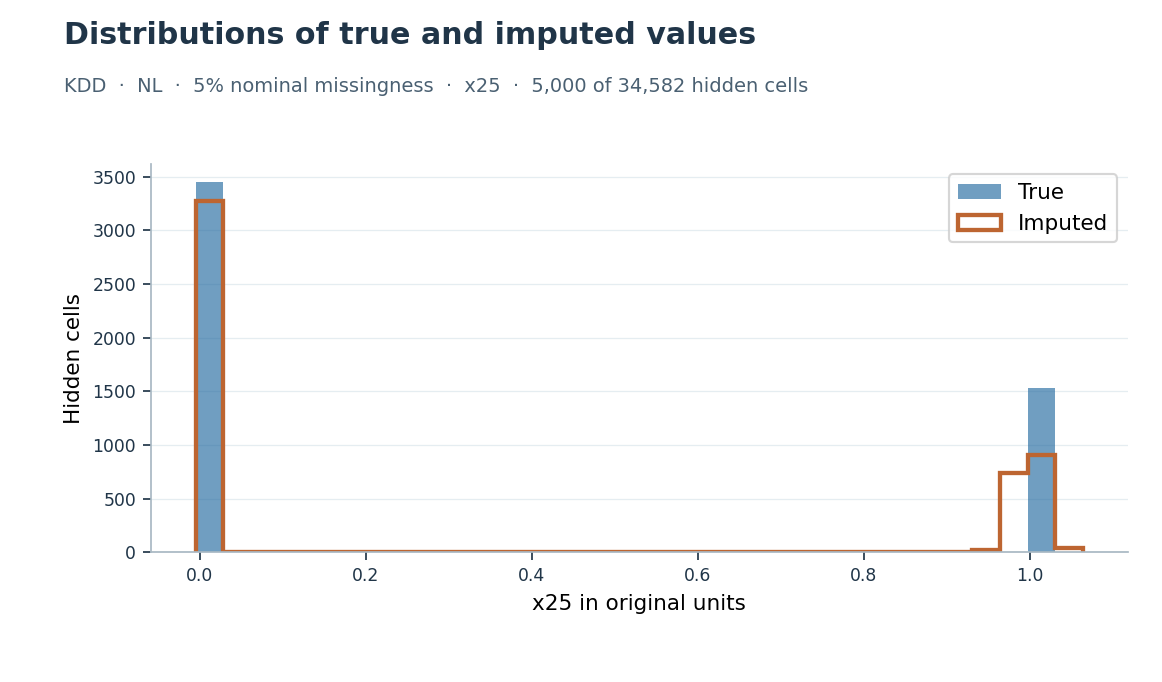 Distributions of true and imputed values
KDD · NL · 5% nominal missingness · x25 · 5,000 of 34,582 hidden cells
3500
3000
2500
2000
1500
1000
500
0
Hidden cells
True
Imputed
0.0 0.2 0.4 0.6 0.8 1.0
x25 in original units